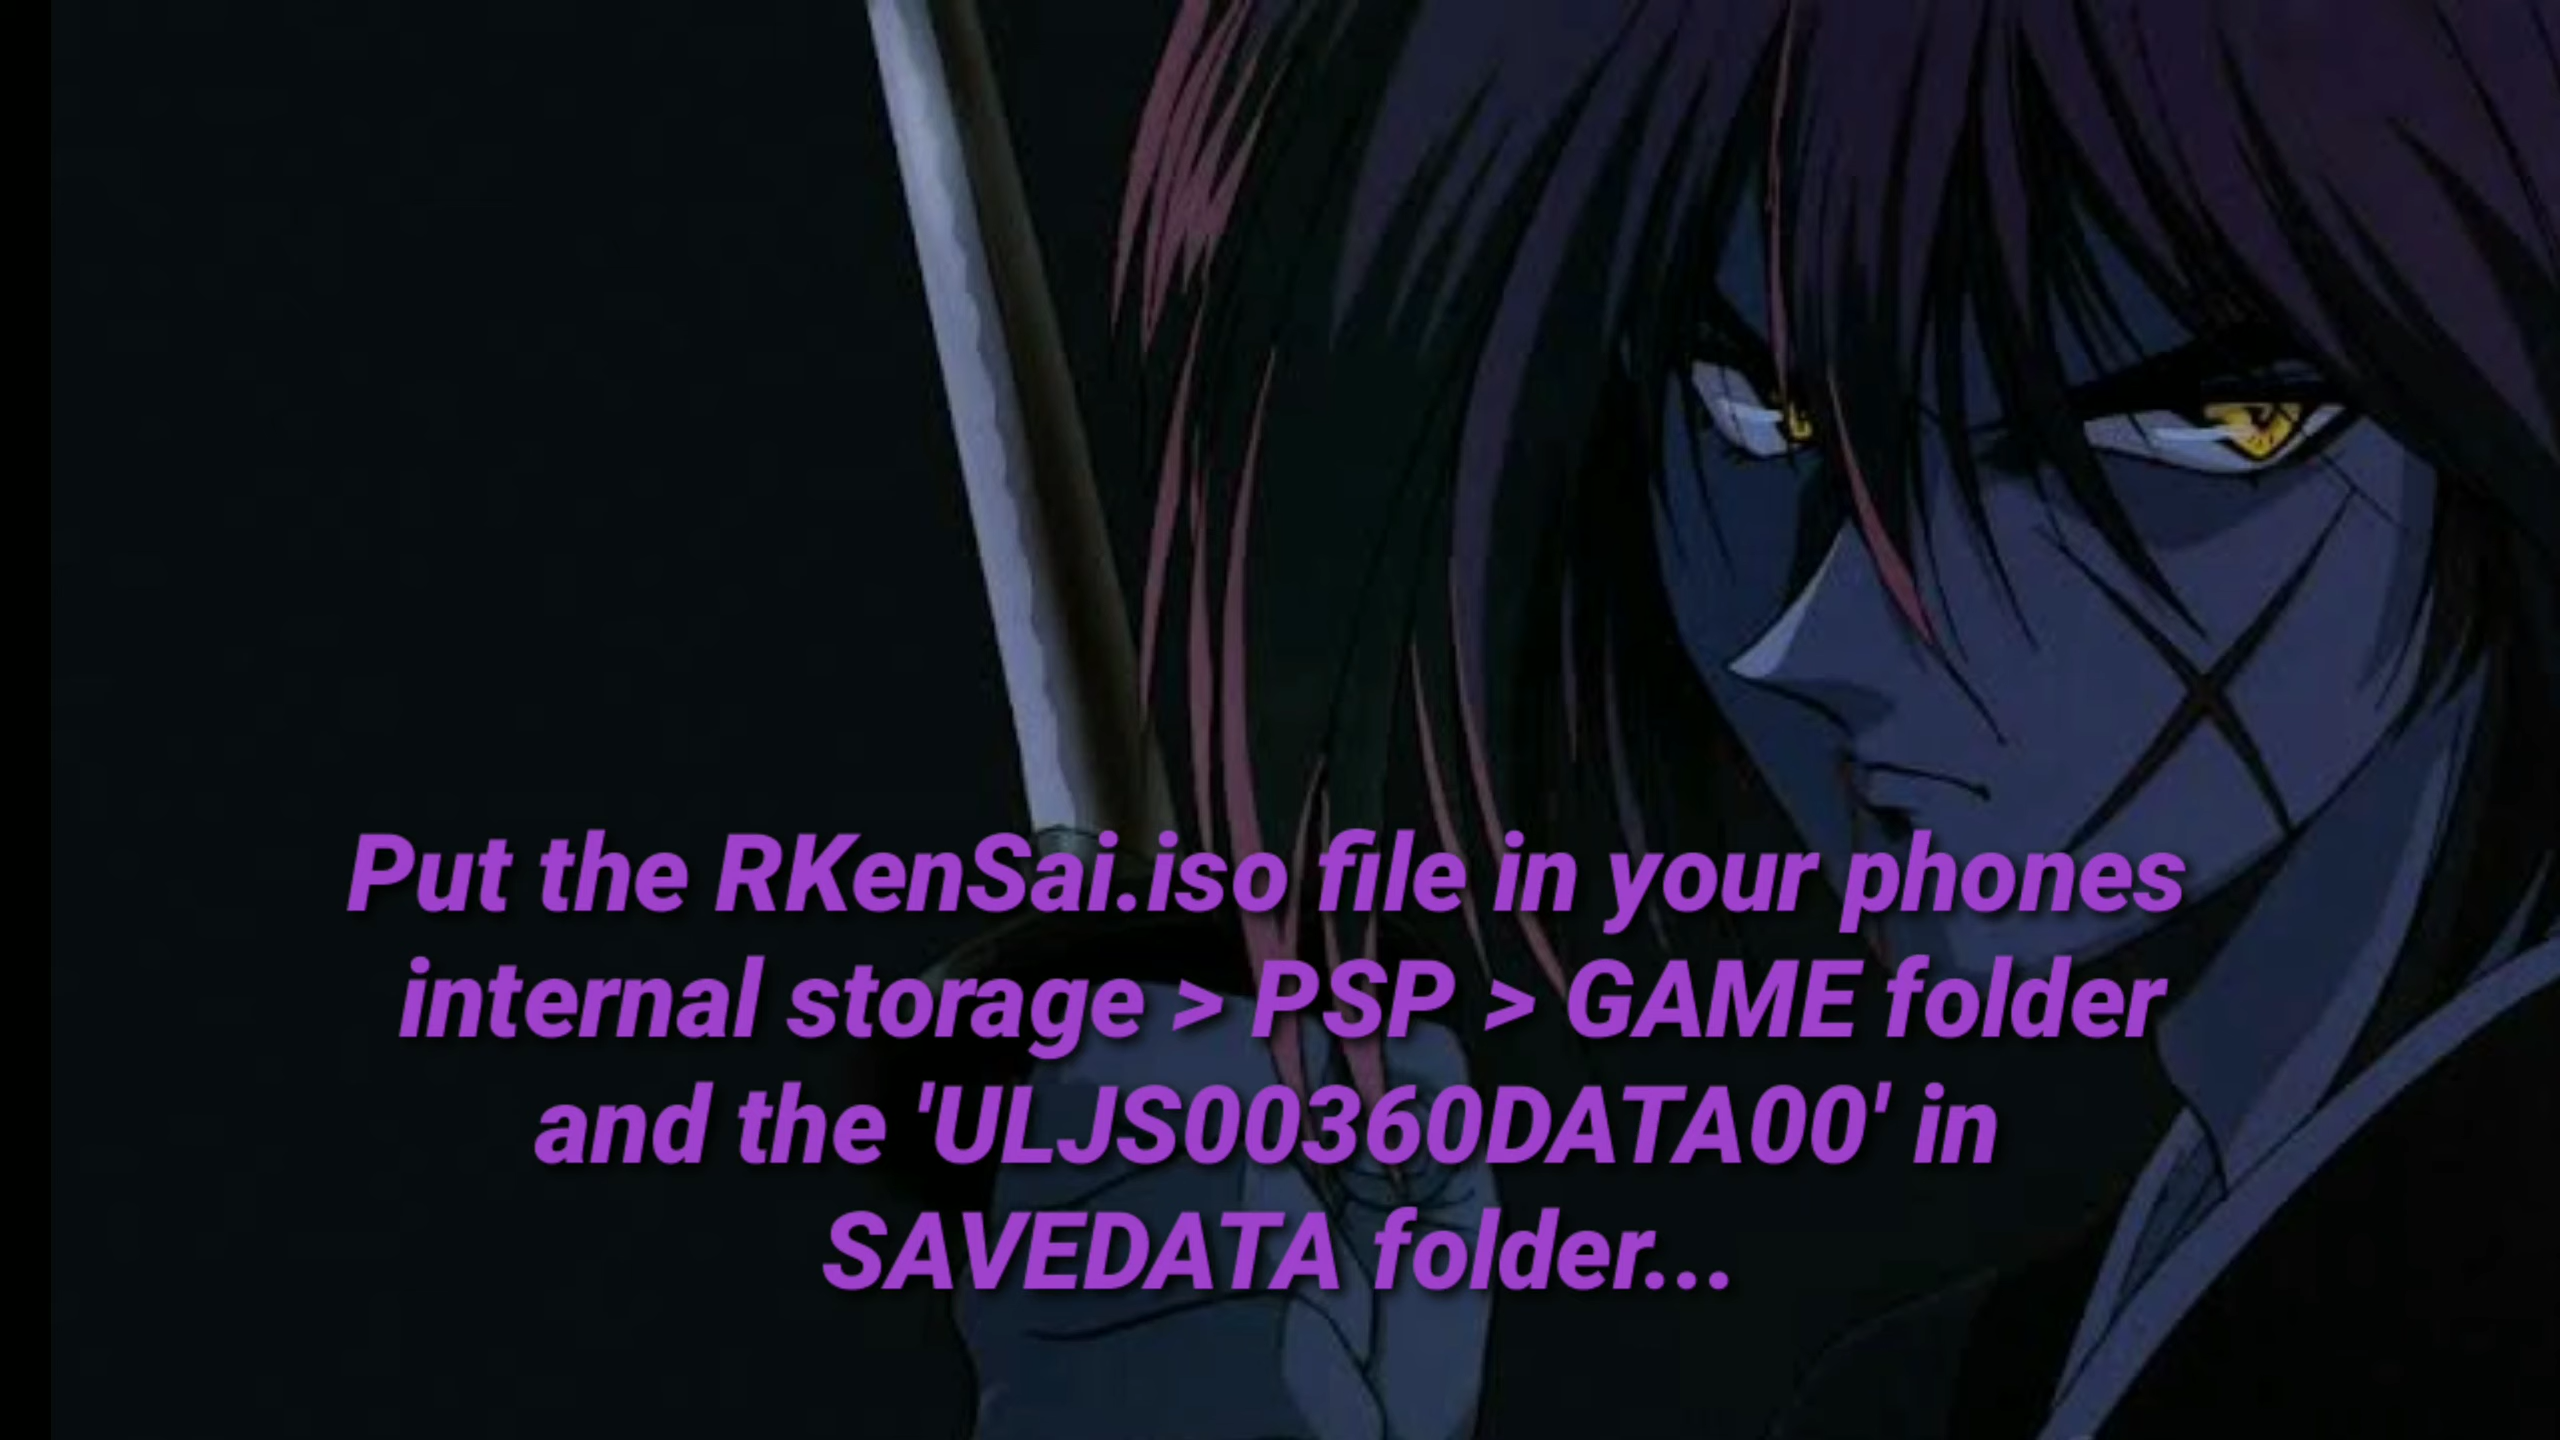 Put the RKenSai.iso file in your phones
internal storage > PSP > GAME folder
and the 'ULJS00360DATA00' in
SAVEDATA folder...